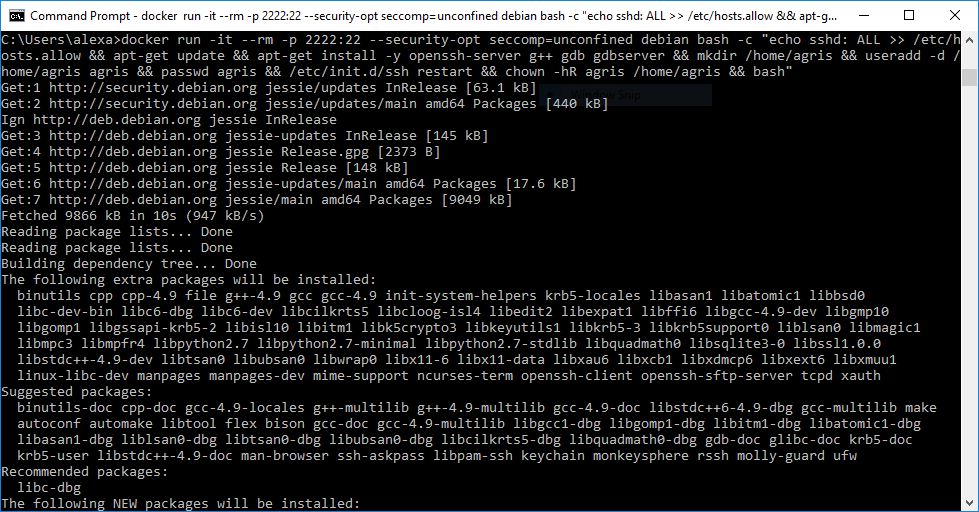 Command Prompt - docker run -it --rm -p 2222:22 --security-opt seccomp=unconfined debian bash -c "echo sshd: ALL >> /etc/hosts.allow && apt-g...
C:\Users\alexa>docker run -it --rm -p 2222:22 --security-opt seccomp=unconfined debian bash -c "echo sshd: ALL >> /etc/h
osts.allow && apt-get update && apt-get install -y openssh-server g++ gdb gdbserver && mkdir /home/agris && useradd -d /
home/agris agris && passwd agris && /etc/init.d/ssh restart && chown -hR agris /home/agris && bash"
Get:1 http://security.debian.org jessie/updates InRelease [63.1 kB]
Window Snip
Get:2 http://security.debian.org jessie/updates/main amd64 Packages [440 kB]
Ign http://deb.debian.org jessie InRelease
Get:3 http://deb.debian.org jessie-updates InRelease [145 kB]
Get:4 http://deb.debian.org jessie Release.gpg [2373 B]
Get:5 http://deb.debian.org jessie Release [148 kB]
Get:6 http://deb.debian.org jessie-updates/main amd64 Packages [17.6 kB]
Get:7 http://deb.debian.org jessie/main amd64 Packages [9049 kB]
Fetched 9866 kB in 10s (947 kB/s)
Reading package lists... Done
Reading package lists... Done
Building dependency tree... Done
The following extra packages will be installed:
binutils cpp cpp-4.9 file g++-4.9 gcc gcc-4.9 init-system-helpers krb5-locales libasan1 libatomic1 libbsd0
libc-dev-bin libc6-dbg libc6-dev libcilkrts5 libcloog-isl4 libedit2 libexpat1 libffi6 libgcc-4.9-dev libgmp10
libgomp1 libgssapi-krb5-2 libisl10 libitm1 libk5crypto3 libkeyutils1 libkrb5-3 libkrb5support0 liblsan0 libmagic1
libmpc3 libmpfr4 libpython2.7 libpython2.7-minimal libpython2.7-stdlib libquadmath0 libsqlite3-0 libssl1.0.0
libstdc++-4.9-dev libtsan0 libubsan0 libwrap0 libx11-6 libx11-data libxau6 libxcb1 libxdmcp6 libxext6 libxmuu1
linux-libc-dev manpages manpages-dev mime-support ncurses-term openssh-client openssh-sftp-server tcpd xauth
Suggested packages:
binutils-doc cpp-doc gcc-4.9-locales g++-multilib g++-4.9-multilib gcc-4.9-doc libstdc++6-4.9-dbg gcc-multilib make
autoconf automake libtool flex bison gcc-doc gcc-4.9-multilib libgcc1-dbg libgomp1-dbg libitm1-dbg libatomic1-dbg
libasan1-dbg liblsan0-dbg libtsan0-dbg libubsan0-dbg libcilkrts5-dbg libquadmath0-dbg gdb-doc glibc-doc krb5-doc
krb5-user libstdc++-4.9-doc man-browser ssh-askpass libpam-ssh keychain monkeysphere rssh molly-guard ufw
Recommended packages:
libc-dbg
The following NEW packages will be installed: